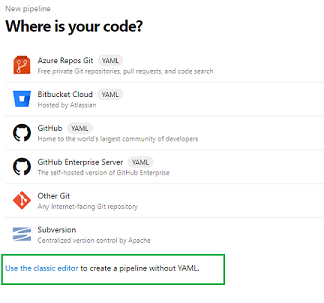 New pipeline
Where is your code?
Azure Repos Git YAML
Free private Git repositories, pull requests, and code search
Bitbucket Cloud YAML
Hosted by Atlassian
GitHub YAML
Home to the world's largest community of developers
GitHub Enterprise Server YAML
The self-hosted version of GitHub Enterprise
Other Git
Any Internet-facing Git repository
Subversion
Centralized version control by Apache
Use the classic editor to create a pipeline without YAML.